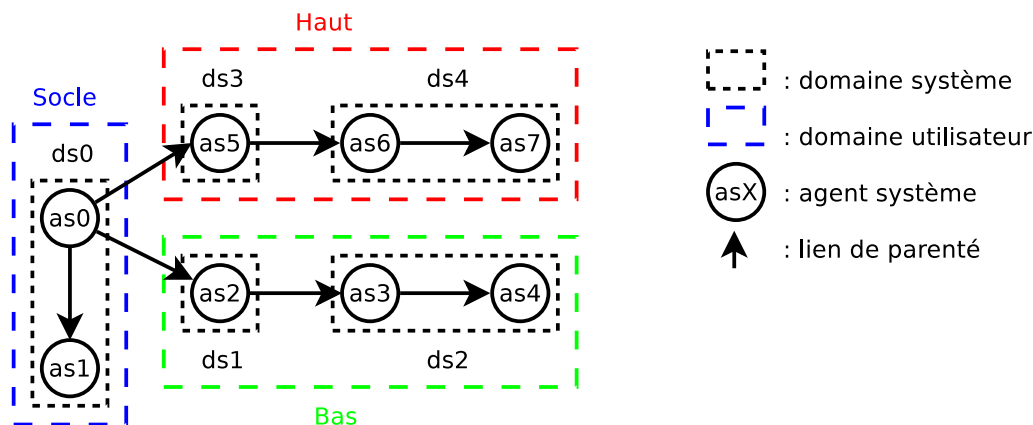 Haut
ds3
ds4
Socle
ds0
as5
as6
as7
as0
as2
as3
as4
as1
ds1
ds2
Bas
: domaine système
: domaine utilisateur
asX : agent système
: lien de parenté